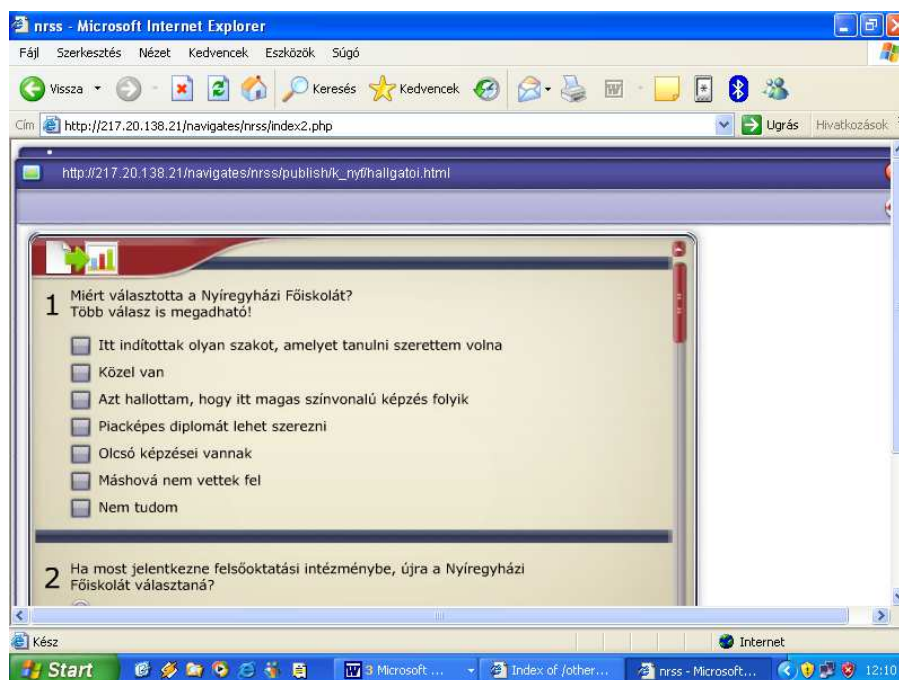 nrss - Microsoft Internet Explorer
Fájl Szerkesztés Nézet Kedvencek Eszközök Súgó
Vissza Keresés Kedvencek
Cím http://217.20.138.21/navigates/nrss/index2.php Ugrás Hivatkozások
http://217.20.138.21/navigates/nrss/publish/k_nyf/hallgatoi.html
1 Miért választotta a Nyíregyházi Főiskolát?
Több válasz is megadható!
Itt indítottak olyan szakot, amelyet tanulni szerettem volna
Közel van
Azt hallottam, hogy itt magas színvonalú képzés folyik
Piacképes diplomát lehet szerezni
Olcsó képzései vannak
Máshová nem vettek fel
Nem tudom
2 Ha most jelentkezne felsőoktatási intézménybe, újra a Nyíregyházi
Főiskolát választaná?
Kész Internet
Start 3 Microsoft ... Index of /other... nrss - Microsoft... 12:10